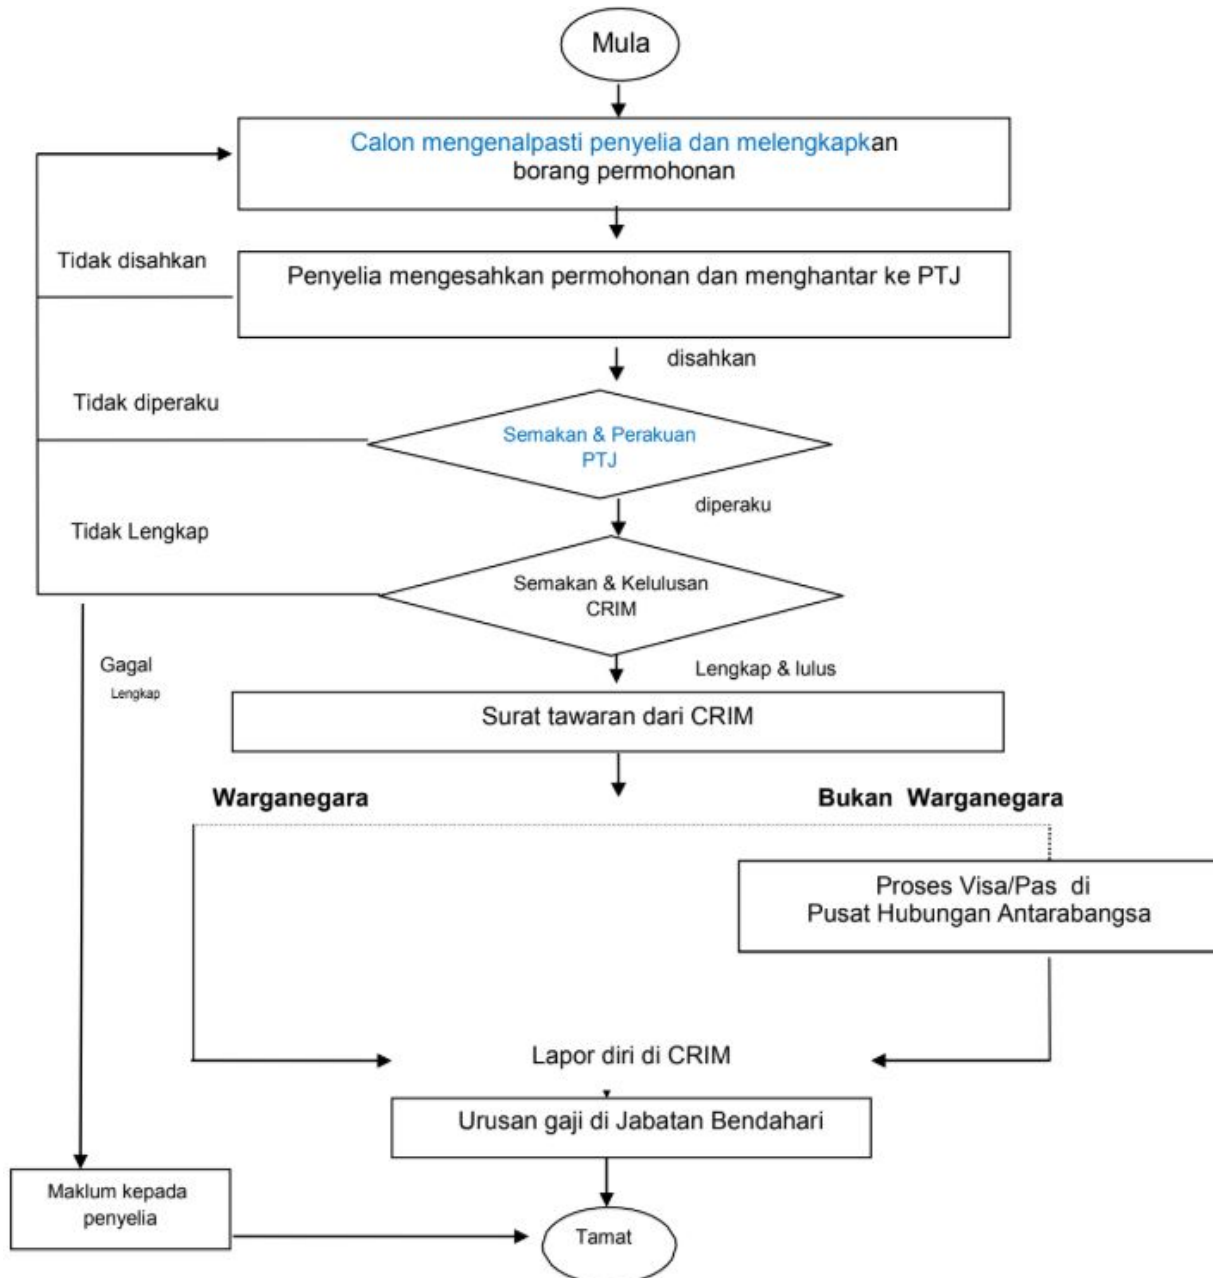 Mula
Calon mengenalpasti penyelia dan melengkapkan
borang permohonan
Tidak disahkan
Penyelia mengesahkan permohonan dan menghantar ke PTJ
disahkan
Tidak diperaku
Semakan & Perakuan
PTJ
diperaku
Tidak Lengkap
Semakan & Kelulusan
CRIM
Gagal
Lengkap
Lengkap & lulus
Surat tawaran dari CRIM
Warganegara
Bukan Warganegara
Proses Visa/Pas di
Pusat Hubungan Antarabangsa
Lapor diri di CRIM
Urusan gaji di Jabatan Bendahari
Maklum kepada
penyelia
Tamat